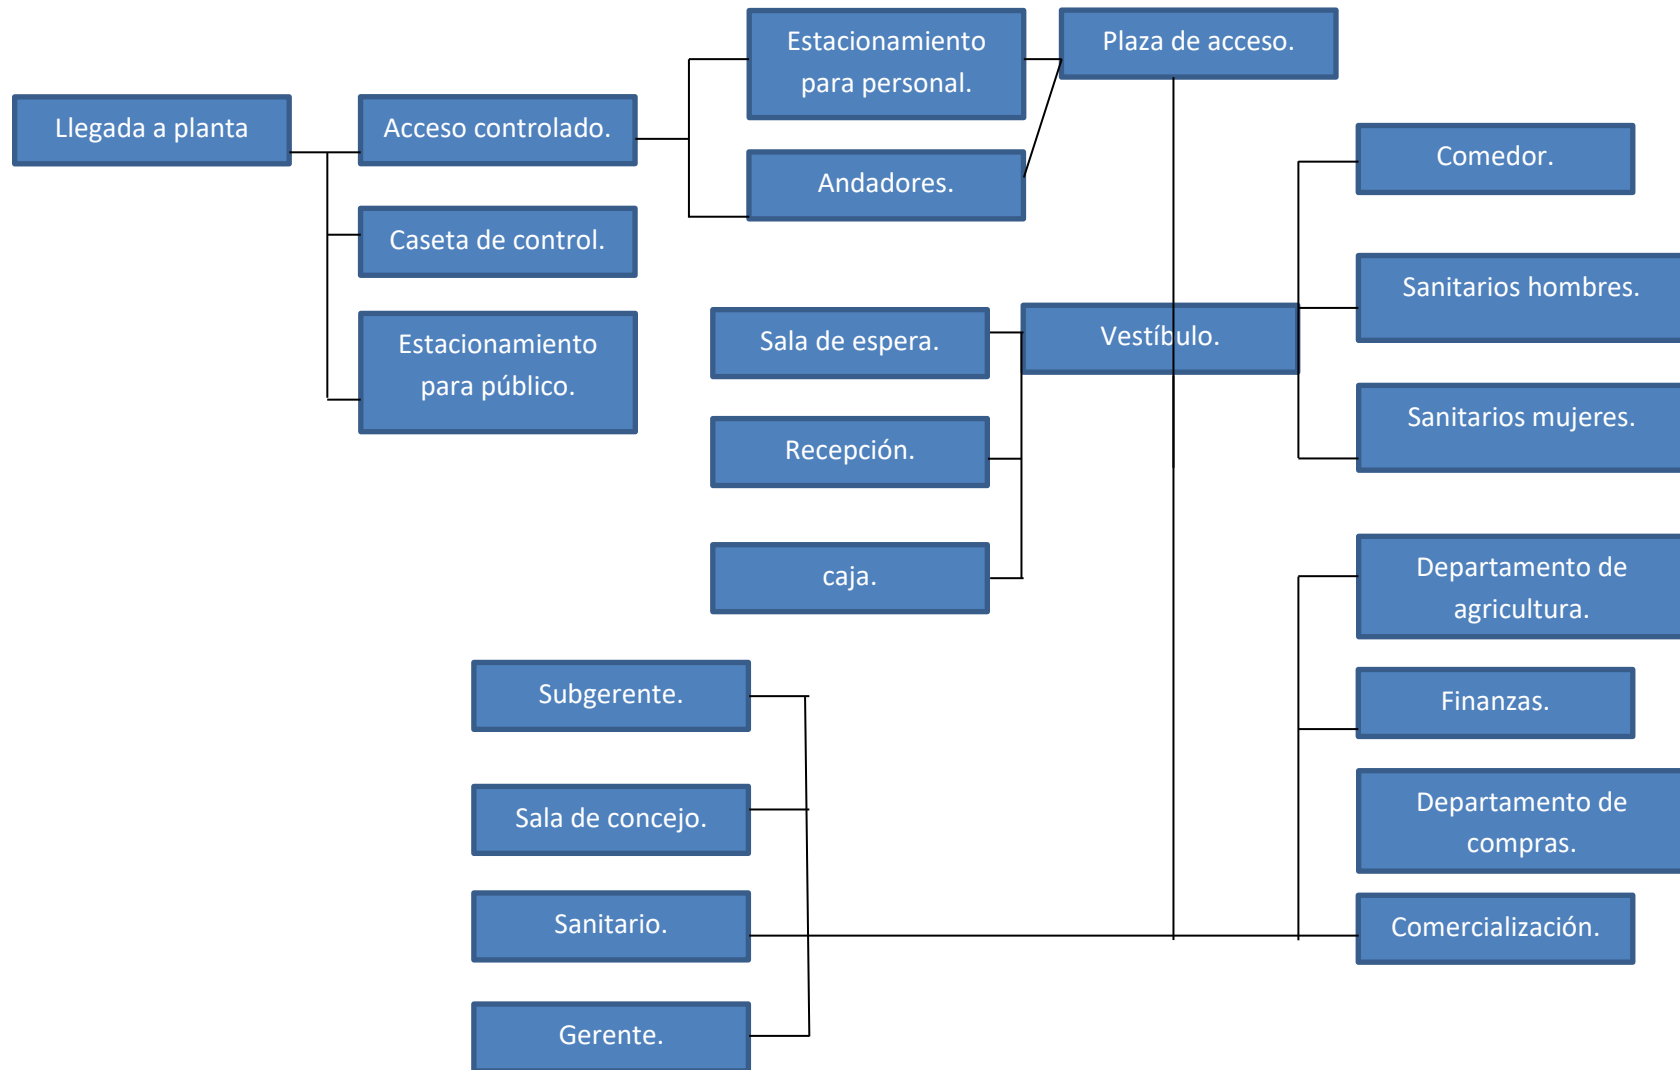 Llegada a planta
Acceso controlado.
Caseta de control.
Estacionamiento
para público.
Estacionamiento
para personal.
Andadores.
Plaza de acceso.
Vestíbulo.
Sala de espera.
Recepción.
caja.
Comedor.
Sanitarios hombres.
Sanitarios mujeres.
Departamento de
agricultura.
Finanzas.
Departamento de
compras.
Comercialización.
Subgerente.
Sala de concejo.
Sanitario.
Gerente.